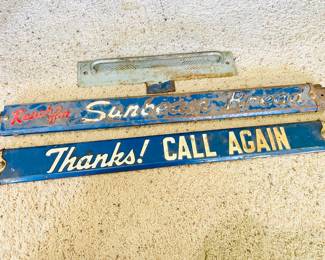 Reach for Sunbeam Bread
Thanks! CALL AGAIN